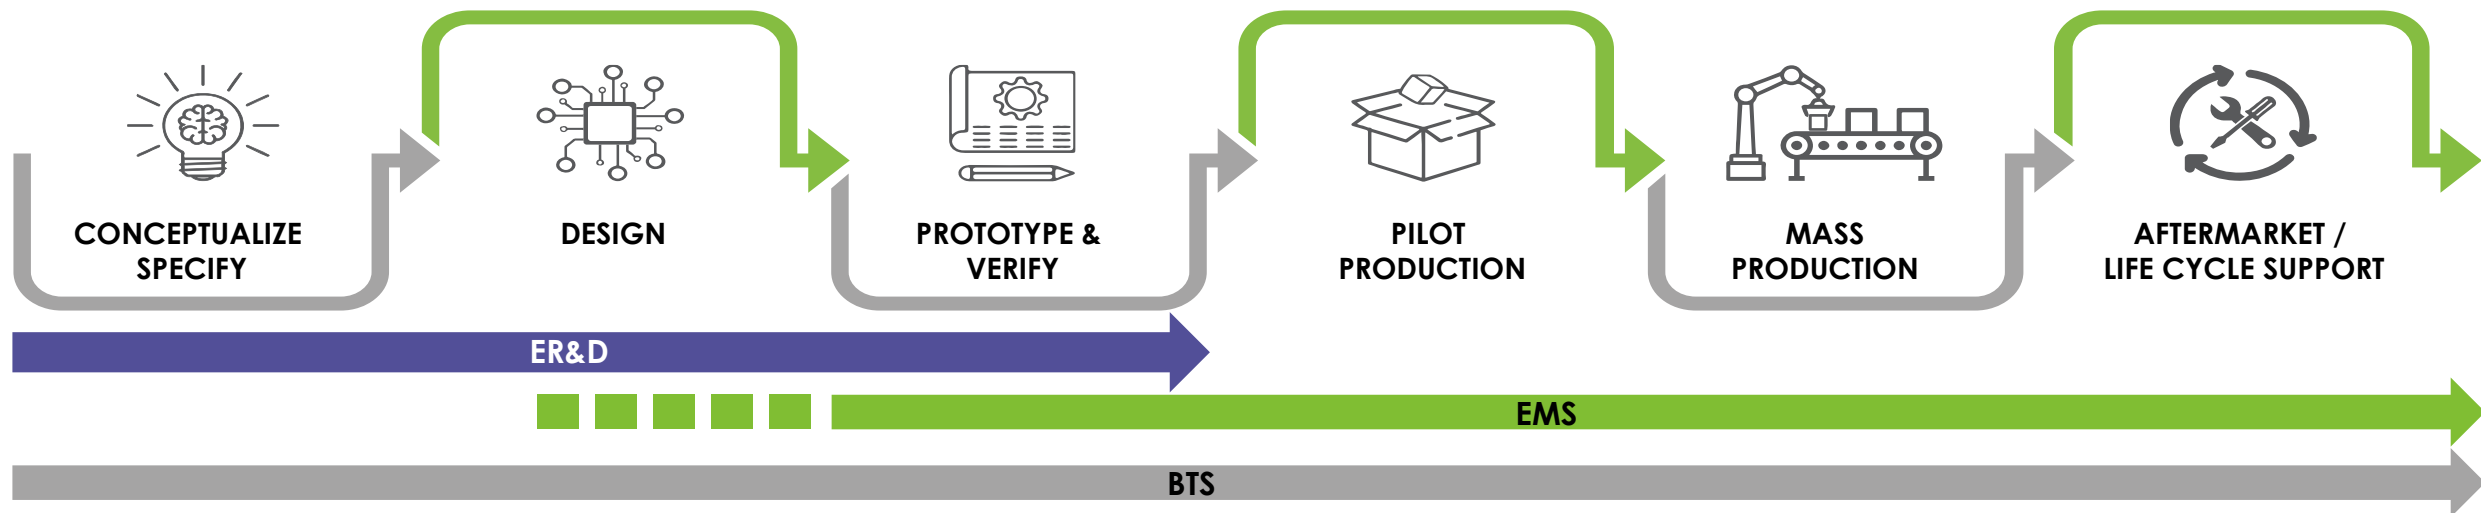 CONCEPTUALIZE
SPECIFY
DESIGN
PROTOTYPE &
VERIFY
PILOT
PRODUCTION
MASS
PRODUCTION
AFTERMARKET /
LIFE CYCLE SUPPORT
ER&D
EMS
BTS